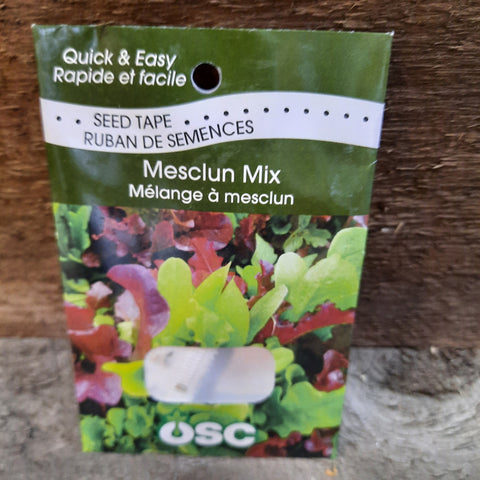 Quick & Easy
Rapide et facile
SEED TAPE
RUBAN DE SEMENCES
Mesclun Mix
Mélange à mesclun
OSC